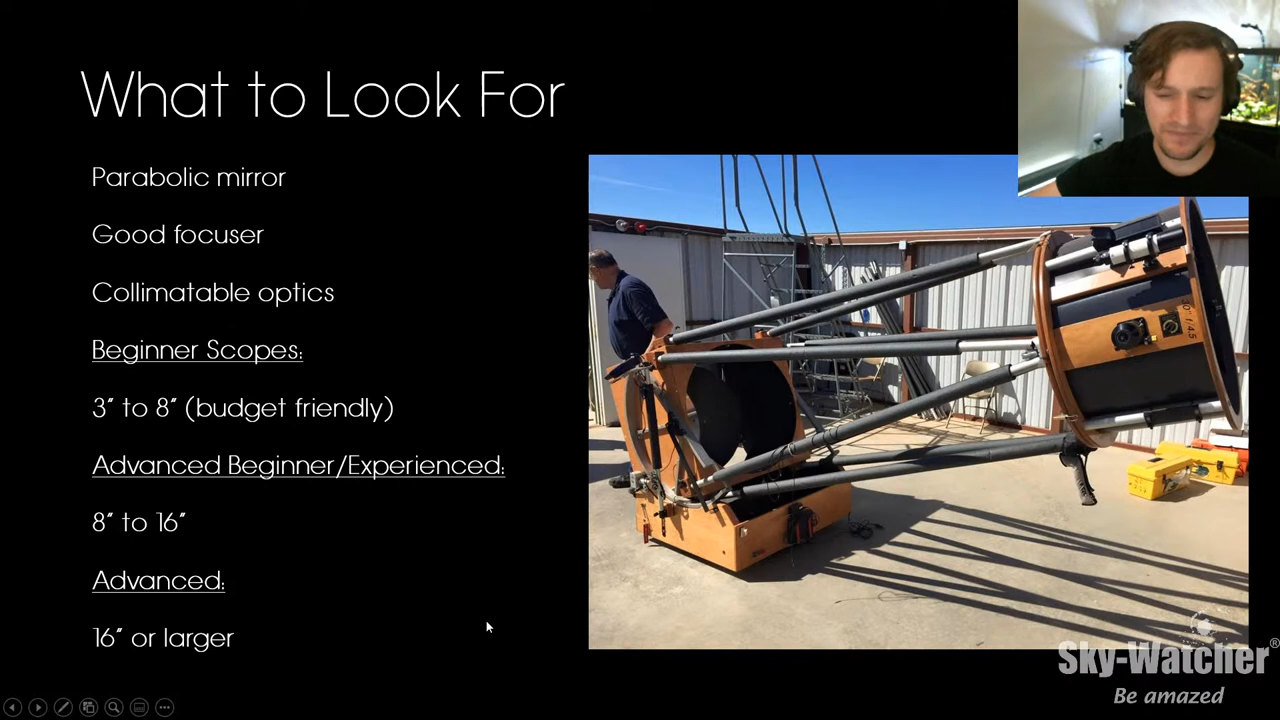 What to Look For
Parabolic mirror
Good focuser
Collimatable optics
Beginner Scopes:
3” to 8” (budget friendly)
Advanced Beginner/Experienced:
8” to 16”
Advanced:
16” or larger
Sky-Watcher®
Be amazed